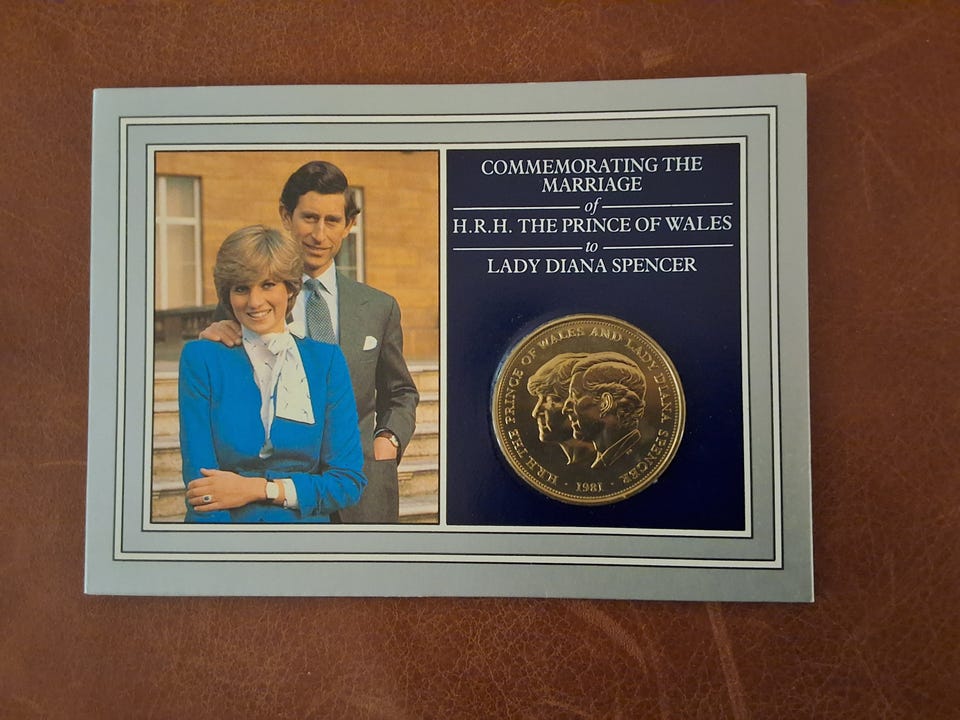 COMMEMORATING THE
MARRIAGE
of
H.R.H. THE PRINCE OF WALES
to
LADY DIANA SPENCER
H.R.H. THE PRINCE OF WALES AND LADY DIANA SPENCER
· 1981 ·